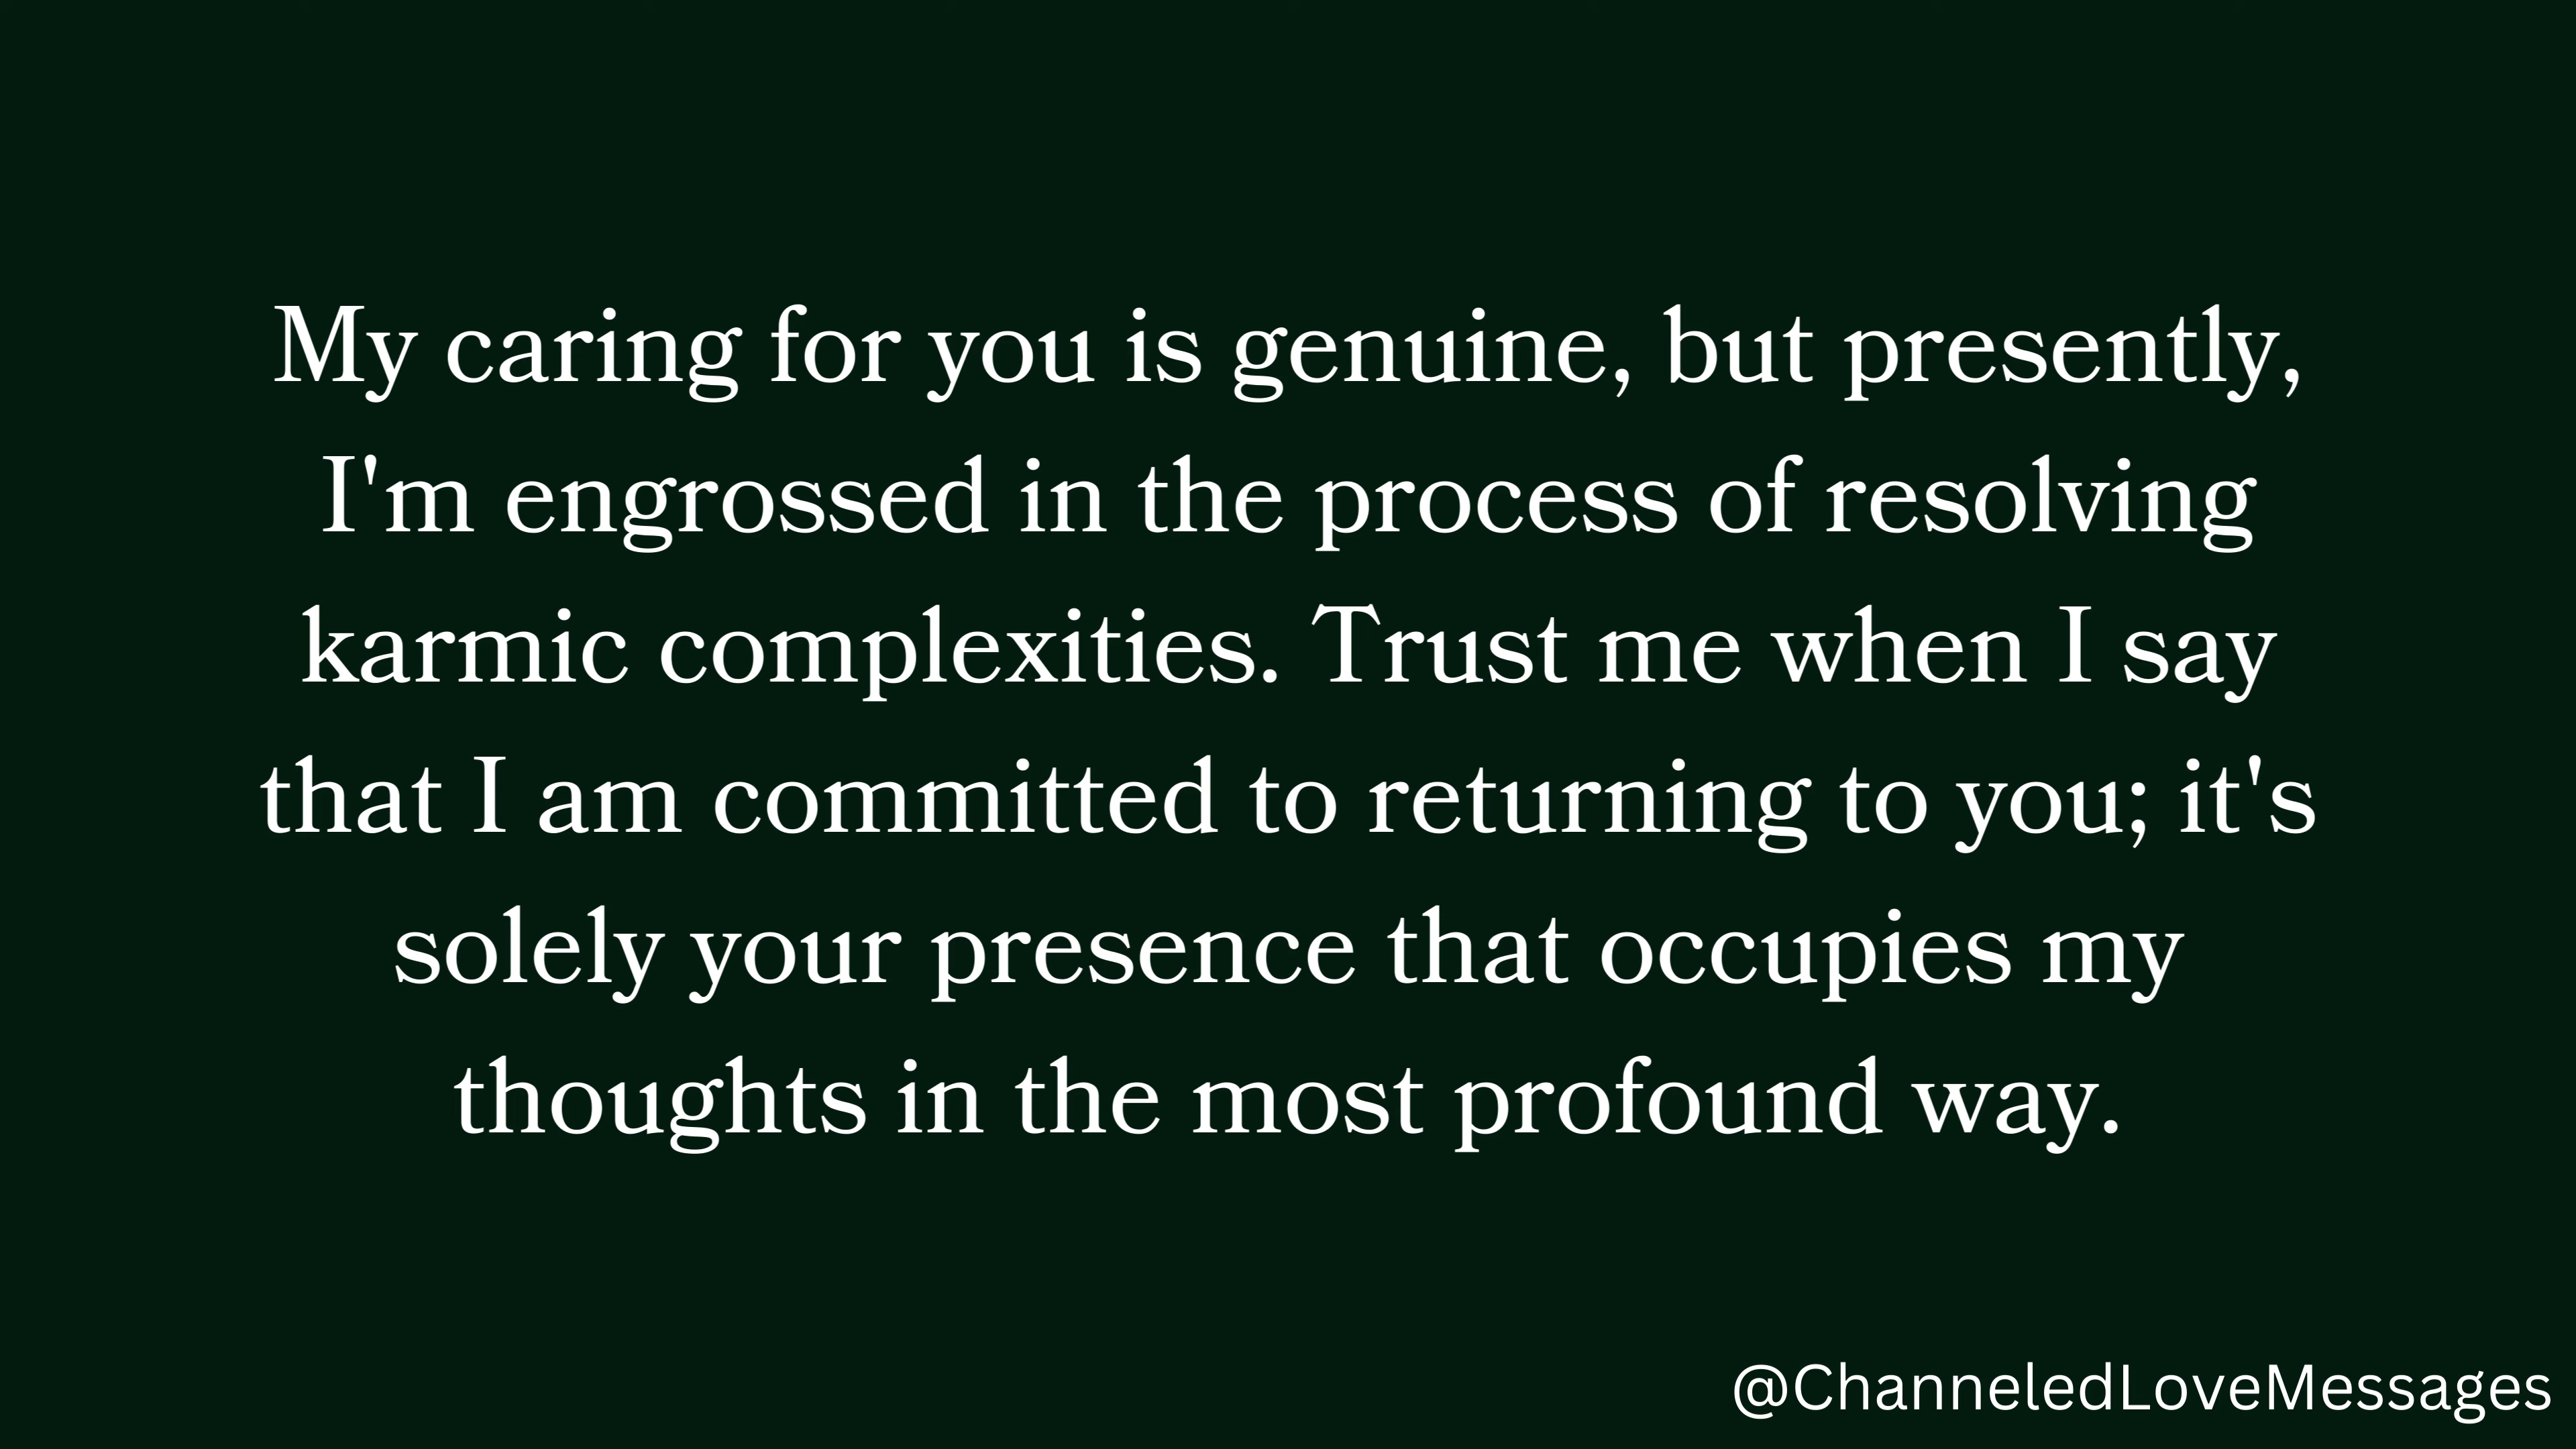 My caring for you is genuine, but presently,
I'm engrossed in the process of resolving
karmic complexities. Trust me when I say
that I am committed to returning to you; it's
solely your presence that occupies my
thoughts in the most profound way.
@ChanneledLoveMessages